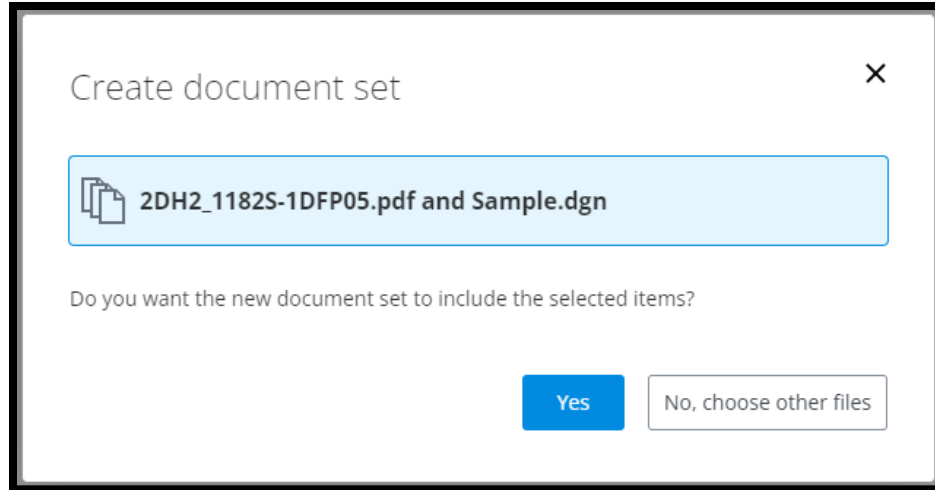 Create document set
2DH2_1182S-1DFP05.pdf and Sample.dgn
Do you want the new document set to include the selected items?
Yes
No, choose other files